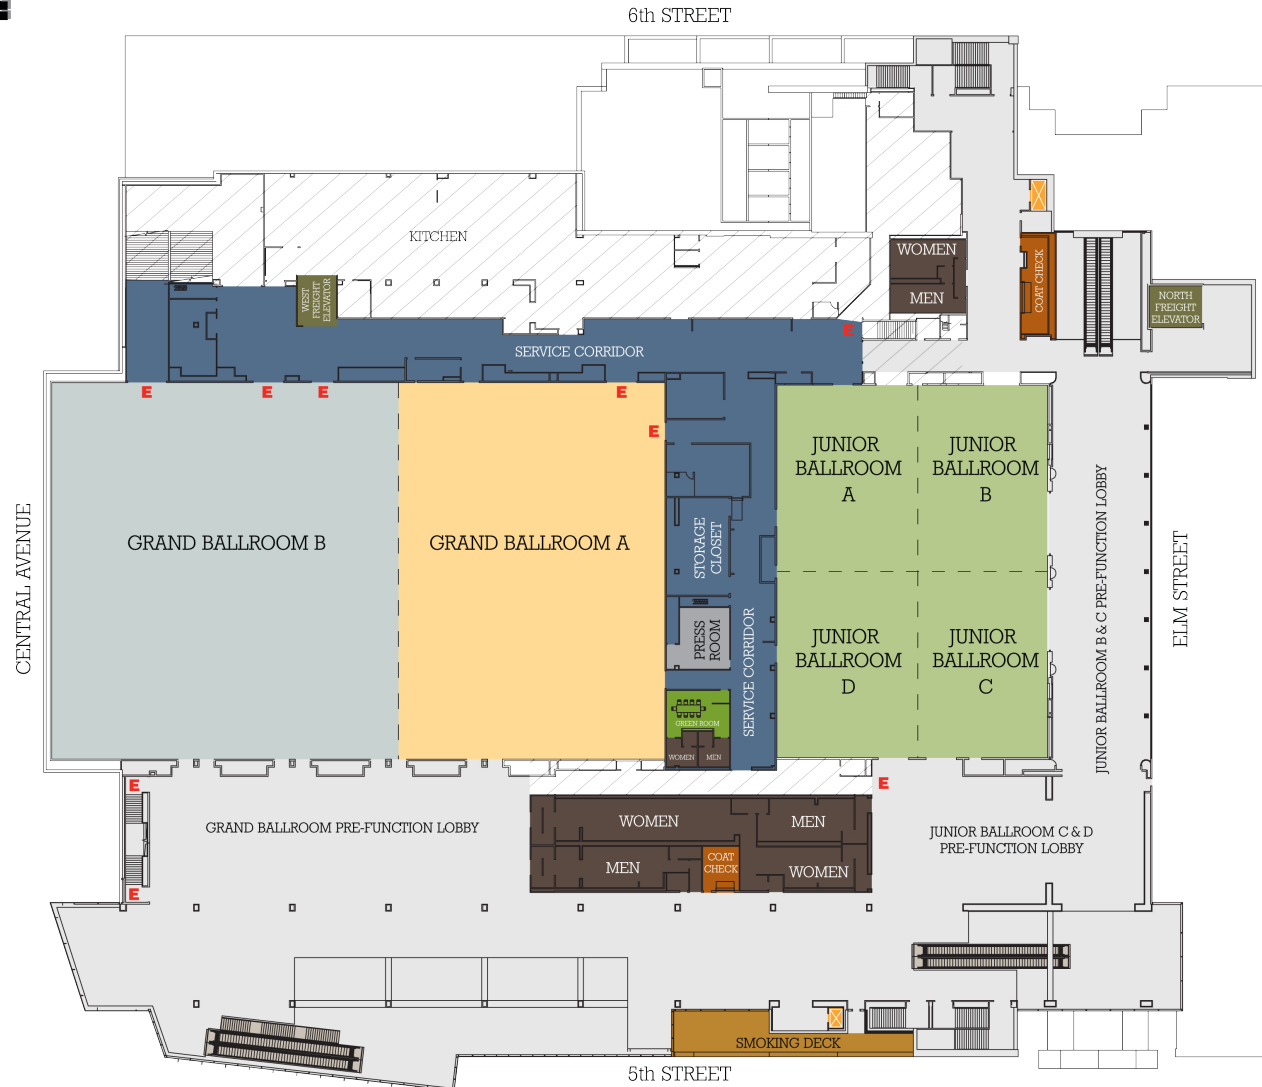 6th STREET
KITCHEN
WOMEN
MEN
COAT CHECK
WEST
FREIGHT
ELEVATOR
NORTH
FREIGHT
ELEVATOR
E
SERVICE CORRIDOR
E
E
E
E
E
JUNIOR
BALLROOM
A
JUNIOR
BALLROOM
B
CENTRAL AVENUE
GRAND BALLROOM B
GRAND BALLROOM A
STORAGE
CLOSET
JUNIOR BALLROOM B & C PRE-FUNCTION LOBBY
ELM STREET
PRESS
ROOM
SERVICE CORRIDOR
JUNIOR
BALLROOM
D
JUNIOR
BALLROOM
C
GREEN ROOM
WOMEN
MEN
E
E
GRAND BALLROOM PRE-FUNCTION LOBBY
WOMEN
MEN
JUNIOR BALLROOM C & D
PRE-FUNCTION LOBBY
MEN
COAT
CHECK
WOMEN
E
SMOKING DECK
5th STREET